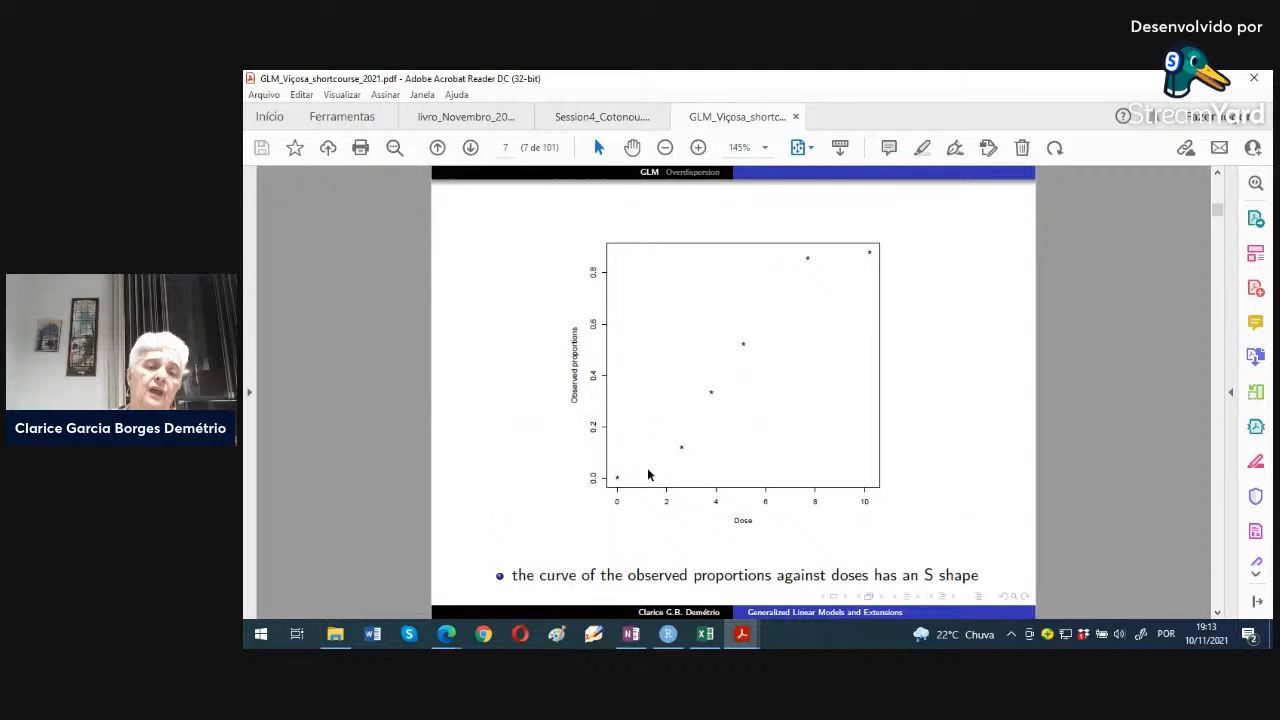 Desenvolvido por
StreamYard
GLM_Viçosa_shortcourse_2021.pdf - Adobe Acrobat Reader DC (32-bit)
Arquivo Editar Visualizar Assinar Janela Ajuda
Início Ferramentas livro_Novembro_20... Session4_Cotonou.... GLM_Viçosa_shortc...
7 (7 de 101) 145%
GLM Overdispersion
Observed proportions
0.8
0.6
0.4
0.2
0.0
0 2 4 6 8 10
Dose
the curve of the observed proportions against doses has an S shape
Clarice G.B. Demétrio Generalized Linear Models and Extensions
Clarice Garcia Borges Demétrio
22°C Chuva POR 19:13
10/11/2021
2